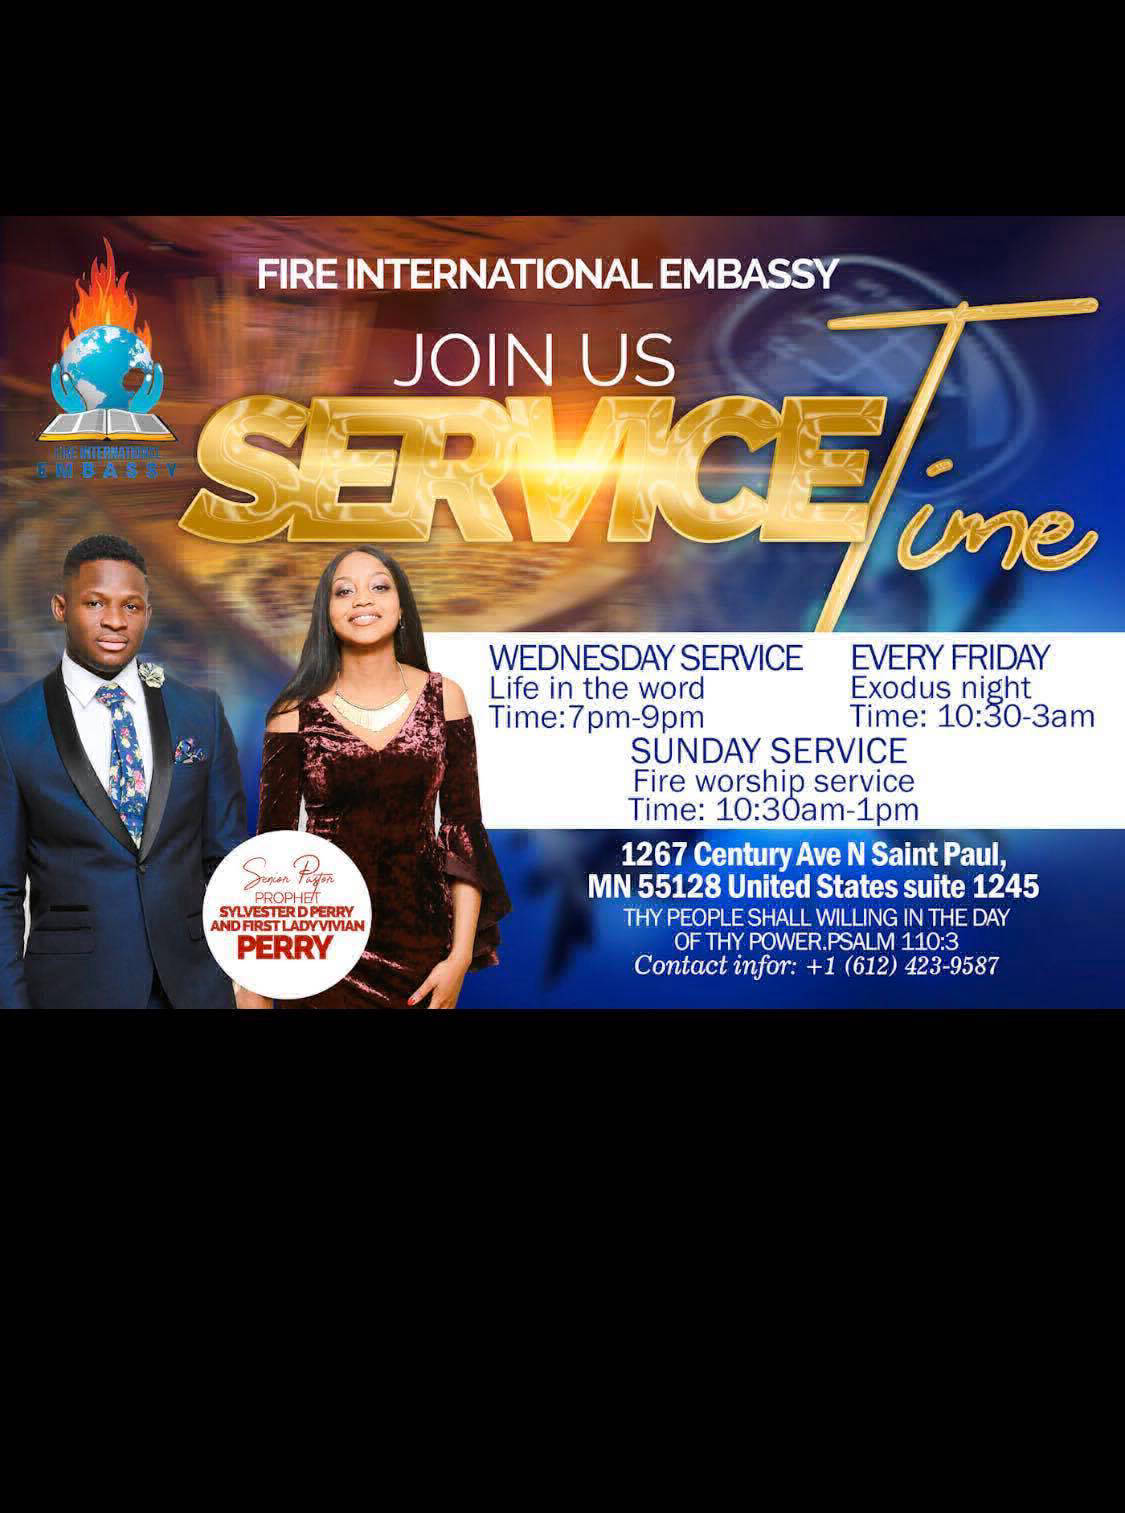 FIRE INTERNATIONAL EMBASSY
JOIN US
SERVICE Time
FIRE INTERNATIONAL
EMBASSY
WEDNESDAY SERVICE
Life in the word
Time:7pm-9pm
EVERY FRIDAY
Exodus night
Time: 10:30-3am
SUNDAY SERVICE
Fire worship service
Time: 10:30am-1pm
Senior Pastor
PROPHET
SYLVESTER D PERRY
AND FIRST LADY VIVIAN
PERRY
1267 Century Ave N Saint Paul,
MN 55128 United States suite 1245
THY PEOPLE SHALL WILLING IN THE DAY
OF THY POWER.PSALM 110:3
Contact infor: +1 (612) 423-9587